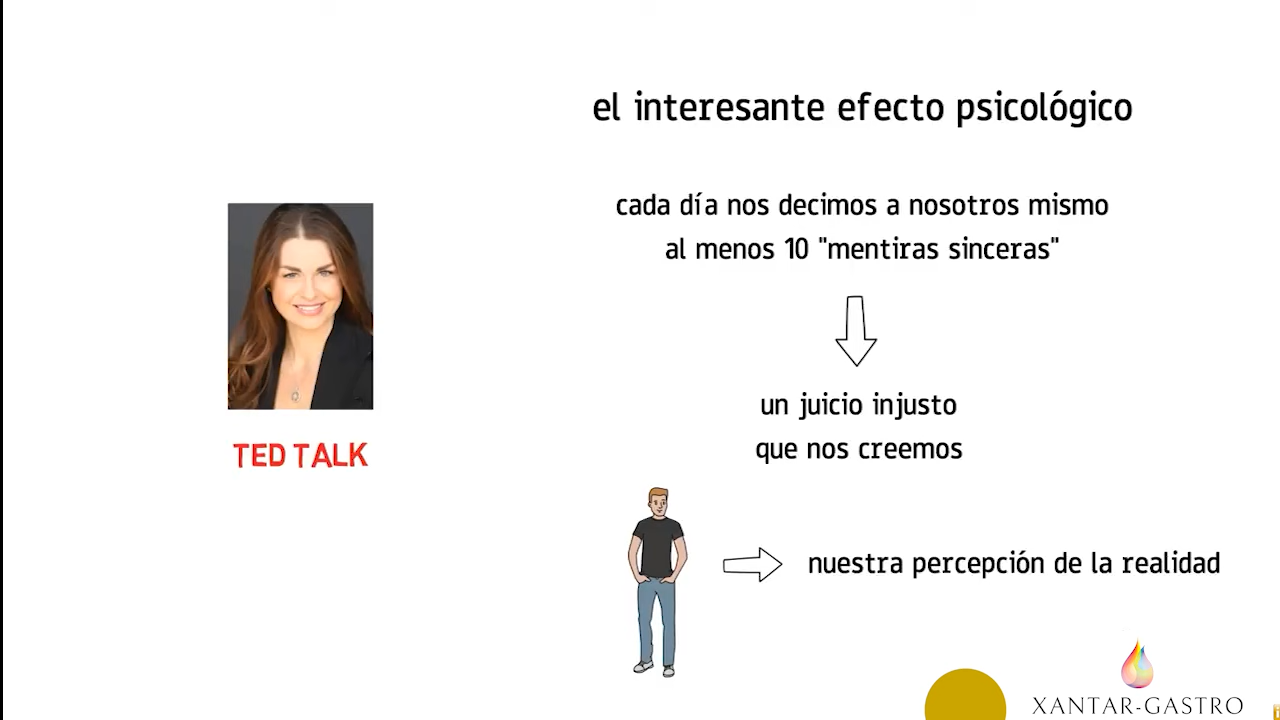 el interesante efecto psicológico
cada día nos decimos a nosotros mismo
al menos 10 "mentiras sinceras"
un juicio injusto
que nos creemos
TED TALK
nuestra percepción de la realidad
XANTAR-GASTRO